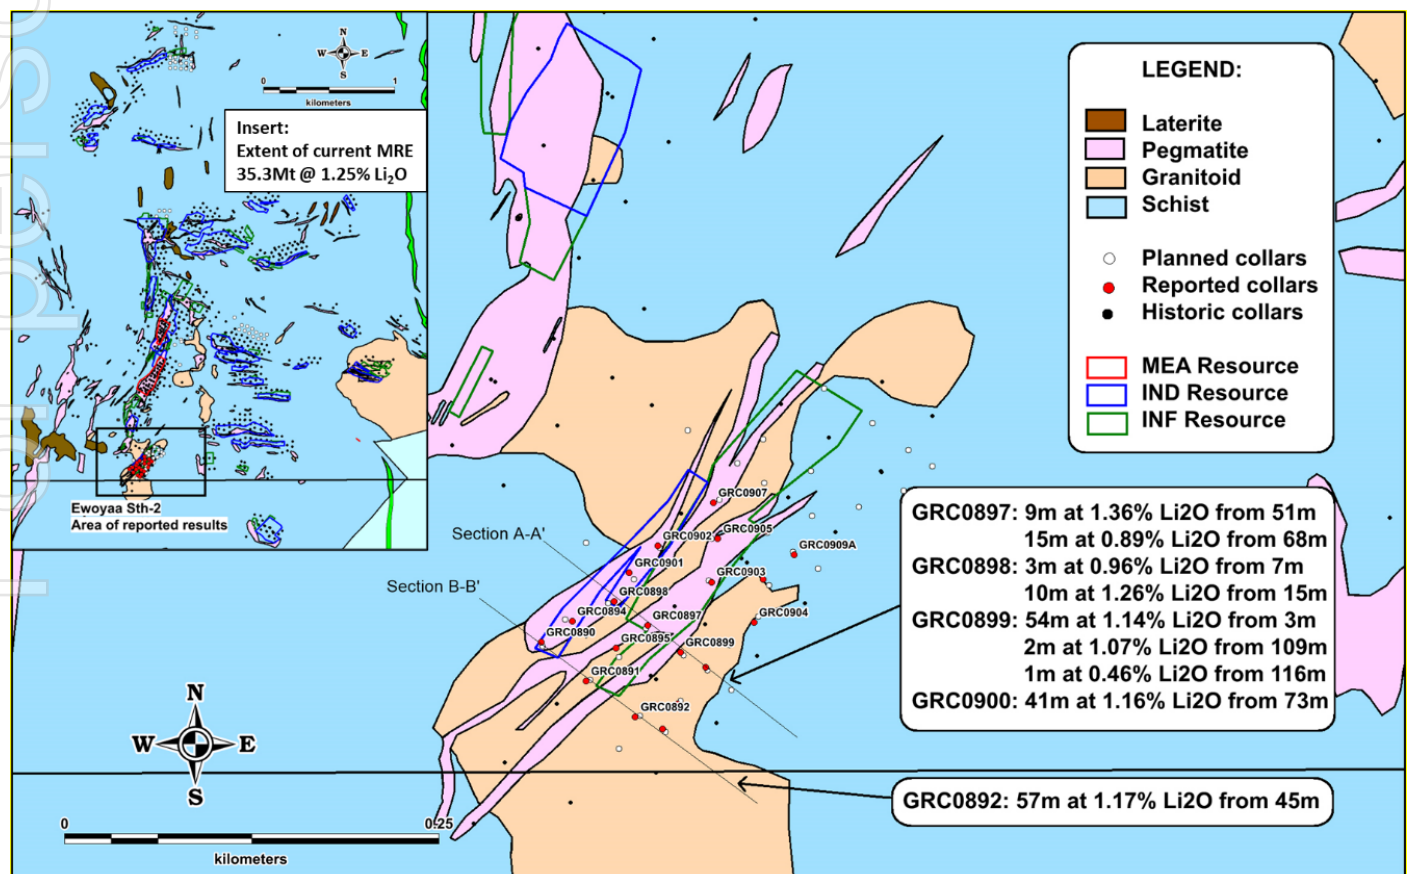 N
W E
S
0 1
kilometers
Insert:
Extent of current MRE
35.3Mt @ 1.25% Li₂O
Ewoyaa Sth-2
Area of reported results
LEGEND:
Laterite
Pegmatite
Granitoid
Schist
Planned collars
Reported collars
Historic collars
MEA Resource
IND Resource
INF Resource
Section A-A'
Section B-B'
GRC0907
GRC0905
GRC0902
GRC0909A
GRC0901
GRC0903
GRC0898
GRC0894
GRC0904
GRC0897
GRC0890
GRC0895
GRC0899
GRC0891
GRC0892
GRC0897: 9m at 1.36% Li2O from 51m
15m at 0.89% Li2O from 68m
GRC0898: 3m at 0.96% Li2O from 7m
10m at 1.26% Li2O from 15m
GRC0899: 54m at 1.14% Li2O from 3m
2m at 1.07% Li2O from 109m
1m at 0.46% Li2O from 116m
GRC0900: 41m at 1.16% Li2O from 73m
GRC0892: 57m at 1.17% Li2O from 45m
N
W E
S
0 0.25
kilometers